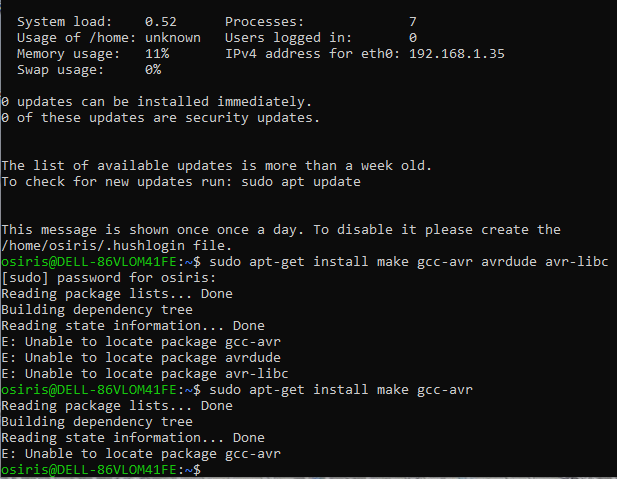 System load:    0.52      Processes:             7
Usage of /home: unknown   Users logged in:       0
Memory usage:   11%       IPv4 address for eth0: 192.168.1.35
Swap usage:     0%
0 updates can be installed immediately.
0 of these updates are security updates.
The list of available updates is more than a week old.
To check for new updates run: sudo apt update
This message is shown once once a day. To disable it please create the
/home/osiris/.hushlogin file.
osiris@DELL-86VLOM41FE:~$ sudo apt-get install make gcc-avr avrdude avr-libc
[sudo] password for osiris:
Reading package lists... Done
Building dependency tree
Reading state information... Done
E: Unable to locate package gcc-avr
E: Unable to locate package avrdude
E: Unable to locate package avr-libc
osiris@DELL-86VLOM41FE:~$ sudo apt-get install make gcc-avr
Reading package lists... Done
Building dependency tree
Reading state information... Done
E: Unable to locate package gcc-avr
osiris@DELL-86VLOM41FE:~$